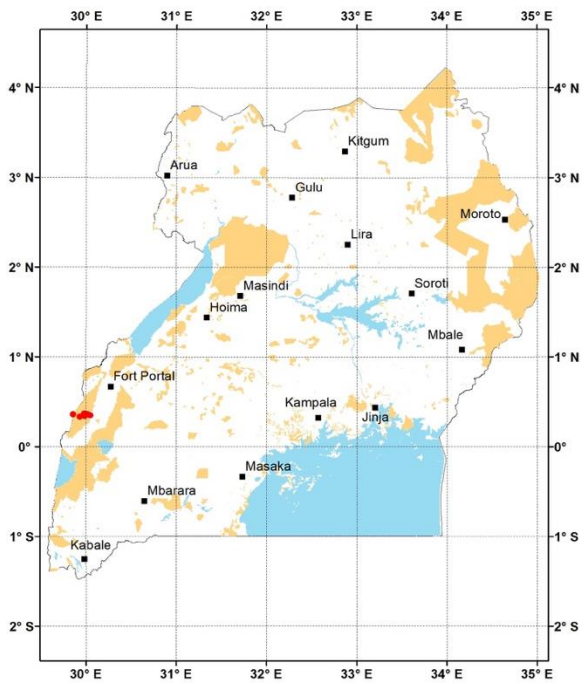 30° E 31° E 32° E 33° E 34° E 35° E
4° N 4° N
Kitgum
Arua
3° N 3° N
Gulu
Moroto
Lira
2° N 2° N
Masindi
Soroti
Hoima
Mbale
1° N 1° N
Fort Portal
Kampala
Jinja
0° 0°
Masaka
Mbarara
1° S 1° S
Kabale
2° S 2° S
30° E 31° E 32° E 33° E 34° E 35° E